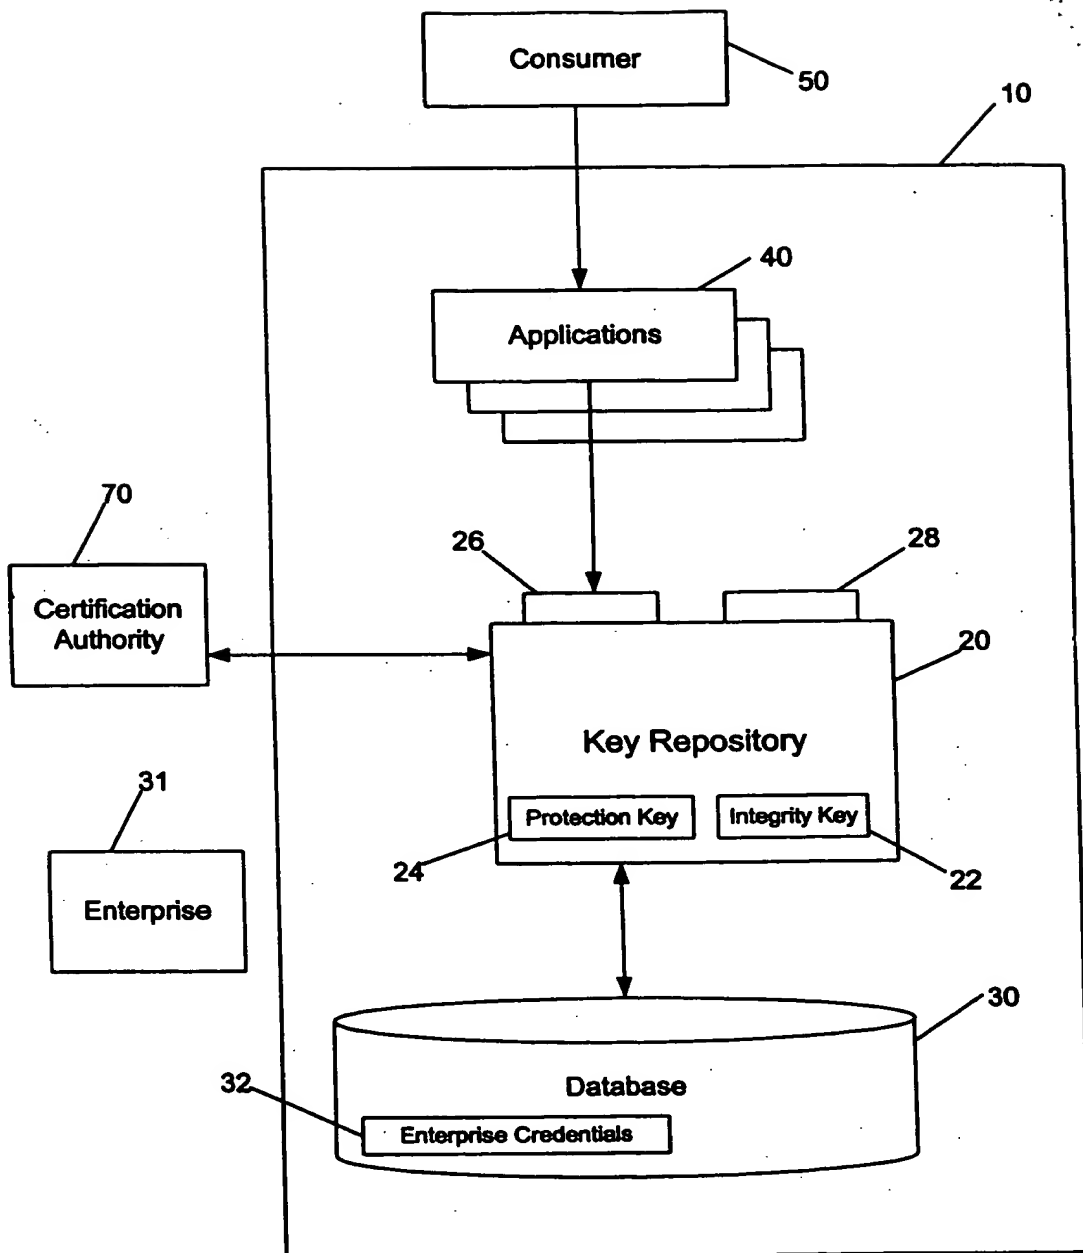 Consumer
50
10
40
Applications
70
26
28
Certification
Authority
20
Key Repository
31
Protection Key
Integrity Key
24
22
Enterprise
30
32
Database
Enterprise Credentials